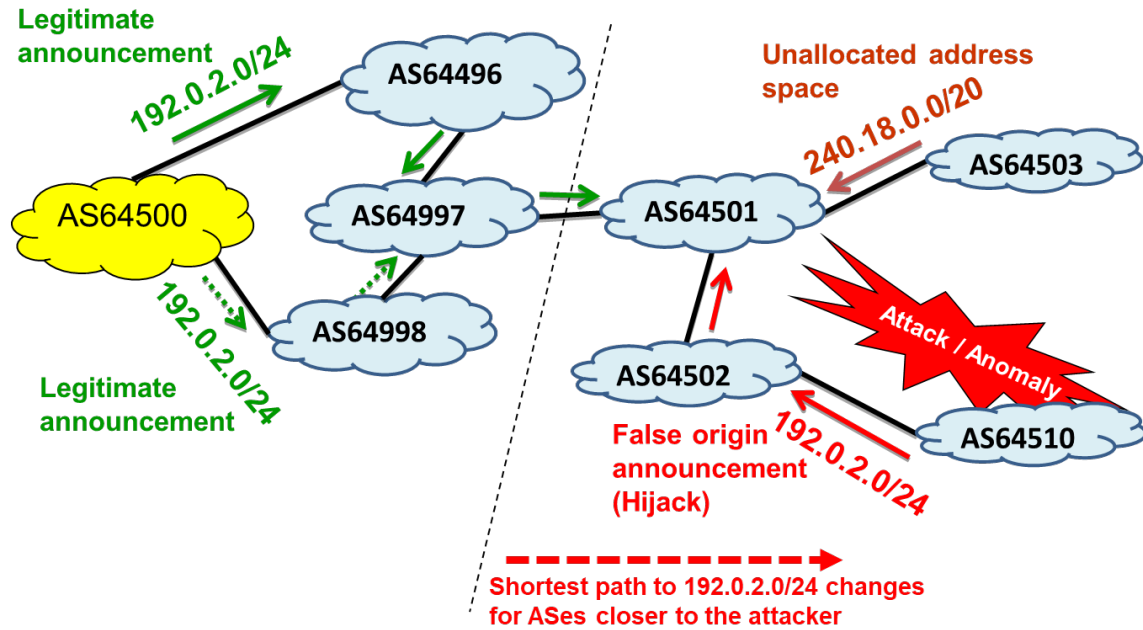 Legitimate
announcement
192.0.2.0/24
AS64496
Unallocated address
space
240.18.0.0/20
AS64503
AS64500
AS64997
AS64501
192.0.2.0/24
AS64998
Legitimate
announcement
Attack / Anomaly
AS64502
False origin
announcement
(Hijack)
192.0.2.0/24
AS64510
Shortest path to 192.0.2.0/24 changes
for ASes closer to the attacker